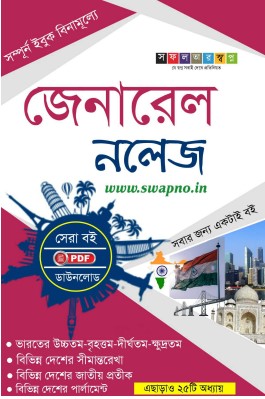 সম্পূর্ন ইবুক বিনামূল্যে
সফলতারস্বপ্ন
জেনারেল
নলেজ
www.swapno.in
সেরা বই
PDF
ডাউনলোড
সবার জন্য একটাই বই
• ভারতের উচ্চতম-বৃহত্তম-দীর্ঘতম-ক্ষুদ্রতম
• বিভিন্ন দেশের সীমান্তরেখা
• বিভিন্ন দেশের জাতীয় প্রতীক
• বিভিন্ন দেশের পার্লামেন্ট
এছাড়াও ২৫টি অধ্যায়